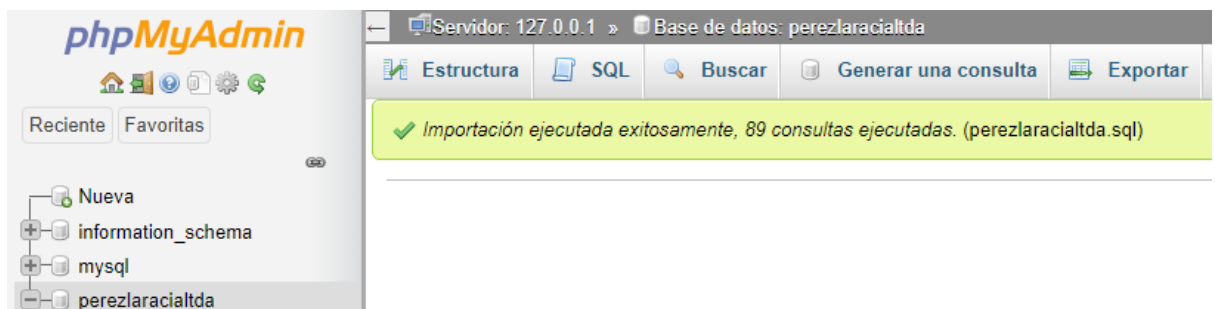 phpMyAdmin
Reciente Favoritas
Nueva
information_schema
mysql
perezlaracialtda
Servidor: 127.0.0.1 » Base de datos: perezlaracialtda
Estructura SQL Buscar Generar una consulta Exportar
Importación ejecutada exitosamente, 89 consultas ejecutadas. (perezlaracialtda.sql)